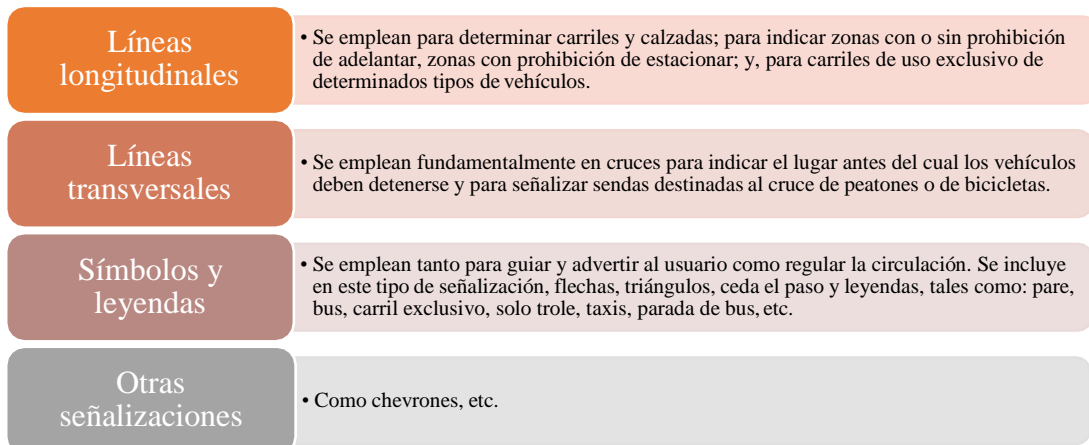 Líneas
longitudinales
• Se emplean para determinar carriles y calzadas; para indicar zonas con o sin prohibición
de adelantar, zonas con prohibición de estacionar; y, para carriles de uso exclusivo de
determinados tipos de vehículos.
Líneas
transversales
• Se emplean fundamentalmente en cruces para indicar el lugar antes del cual los vehículos
deben detenerse y para señalizar sendas destinadas al cruce de peatones o de bicicletas.
Símbolos y
leyendas
• Se emplean tanto para guiar y advertir al usuario como regular la circulación. Se incluye
en este tipo de señalización, flechas, triángulos, ceda el paso y leyendas, tales como: pare,
bus, carril exclusivo, solo trole, taxis, parada de bus, etc.
Otras
señalizaciones
• Como chevrones, etc.